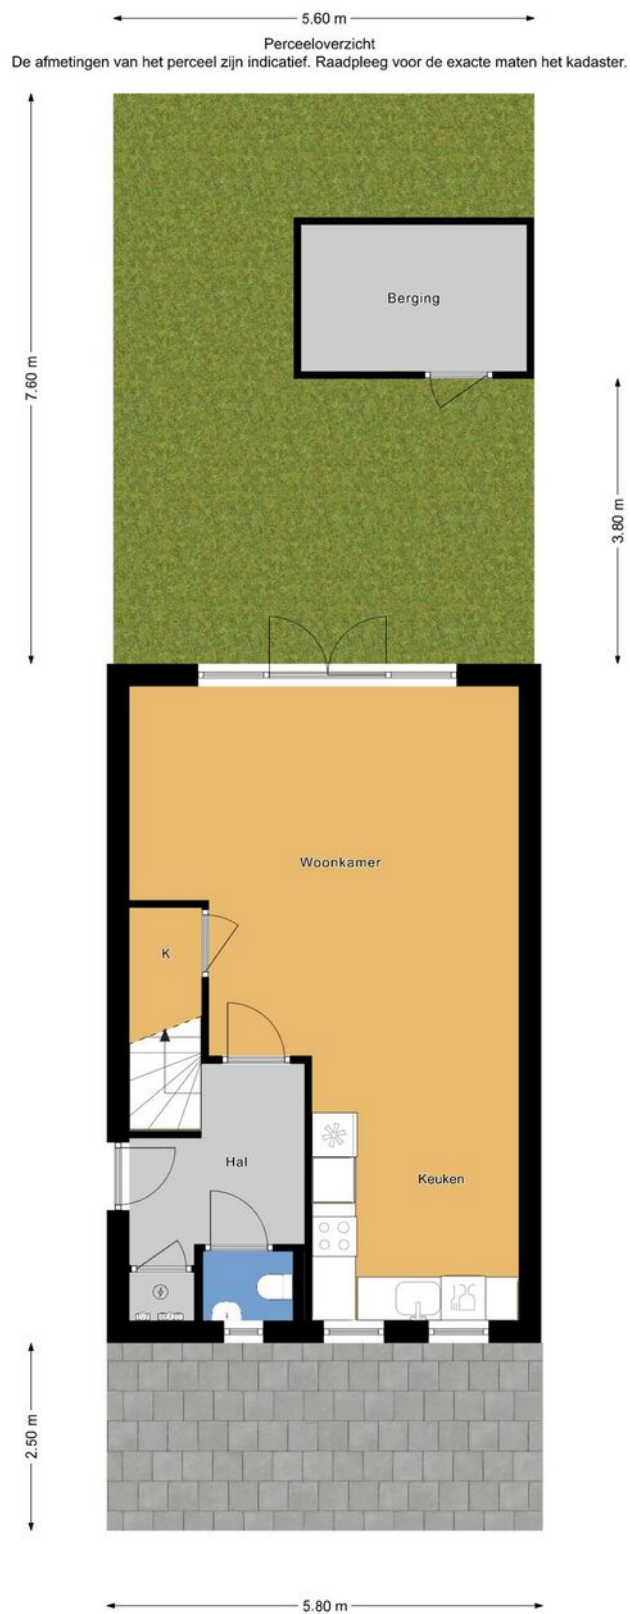 5.60 m
Perceeloverzicht
De afmetingen van het perceel zijn indicatief. Raadpleeg voor de exacte maten het kadaster.
7.60 m
Berging
3.80 m
Woonkamer
K
Hal
Keuken
2.50 m
5.80 m